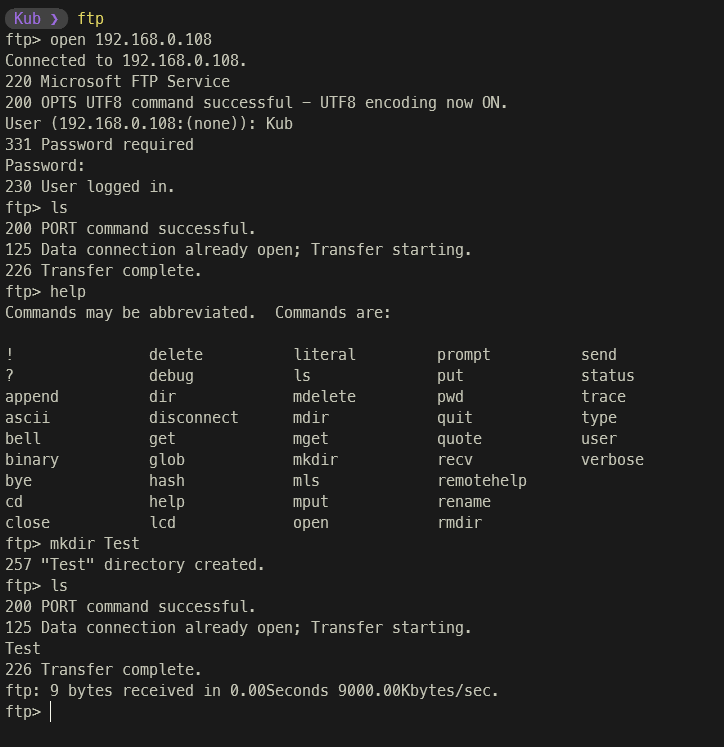 Kub ❯ ftp
ftp> open 192.168.0.108
Connected to 192.168.0.108.
220 Microsoft FTP Service
200 OPTS UTF8 command successful - UTF8 encoding now ON.
User (192.168.0.108:(none)): Kub
331 Password required
Password:
230 User logged in.
ftp> ls
200 PORT command successful.
125 Data connection already open; Transfer starting.
226 Transfer complete.
ftp> help
Commands may be abbreviated.  Commands are:

!               delete          literal         prompt          send
?               debug           ls              put             status
append          dir             mdelete         pwd             trace
ascii           disconnect      mdir            quit            type
bell            get             mget            quote           user
binary          glob            mkdir           recv            verbose
bye             hash            mls             remotehelp
cd              help            mput            rename
close           lcd             open            rmdir
ftp> mkdir Test
257 "Test" directory created.
ftp> ls
200 PORT command successful.
125 Data connection already open; Transfer starting.
Test
226 Transfer complete.
ftp: 9 bytes received in 0.00Seconds 9000.00Kbytes/sec.
ftp>